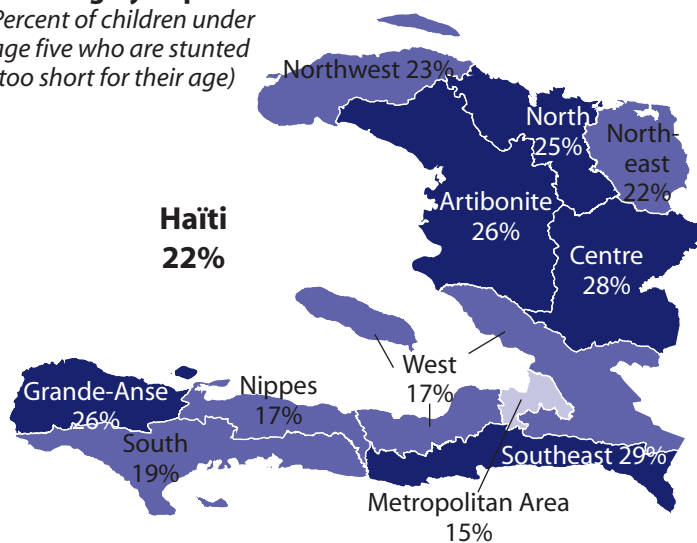 Percent of children under
age five who are stunted
too short for their age)
Northwest 23%
North
25%
North-
east
22%
Artibonite
26%
Haïti
22%
Centre
28%
West
17%
Grande-Anse
26%
Nippes
17%
South
19%
Southeast 29%
Metropolitan Area
15%